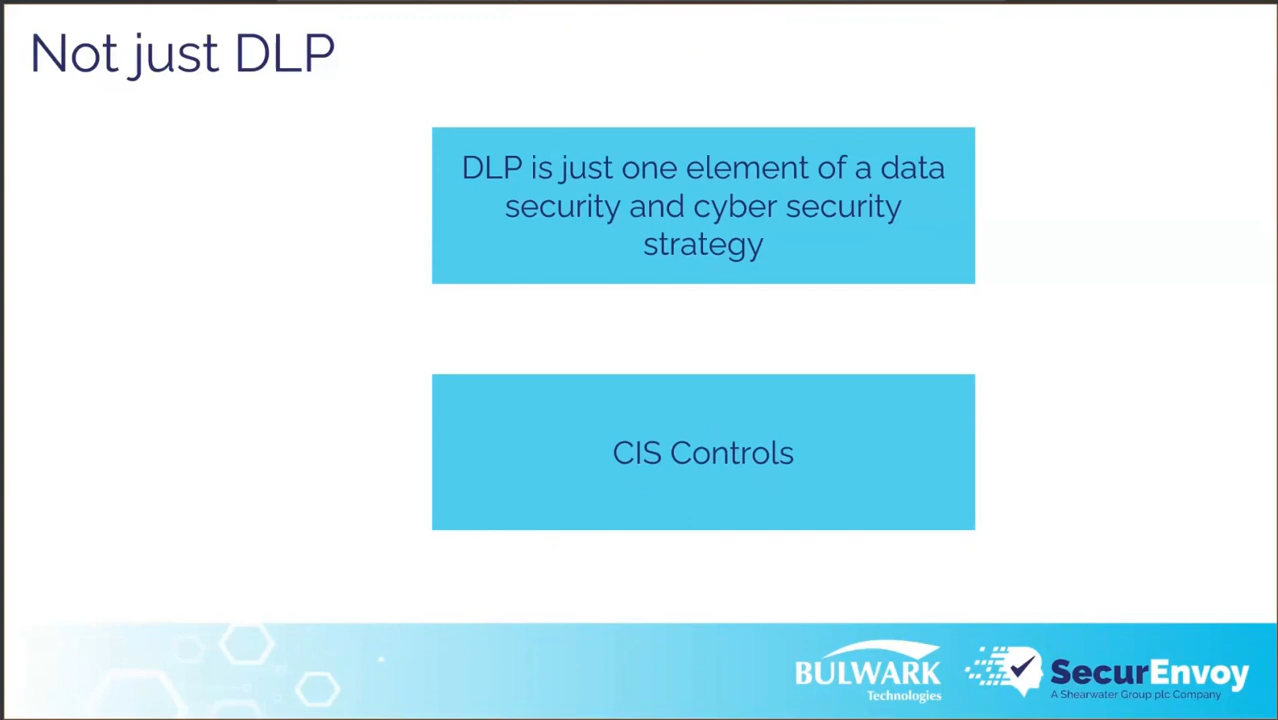 Not just DLP
DLP is just one element of a data
security and cyber security
strategy
CIS Controls
BULWARK
Technologies
SecurEnvoy
A Shearwater Group plc Company